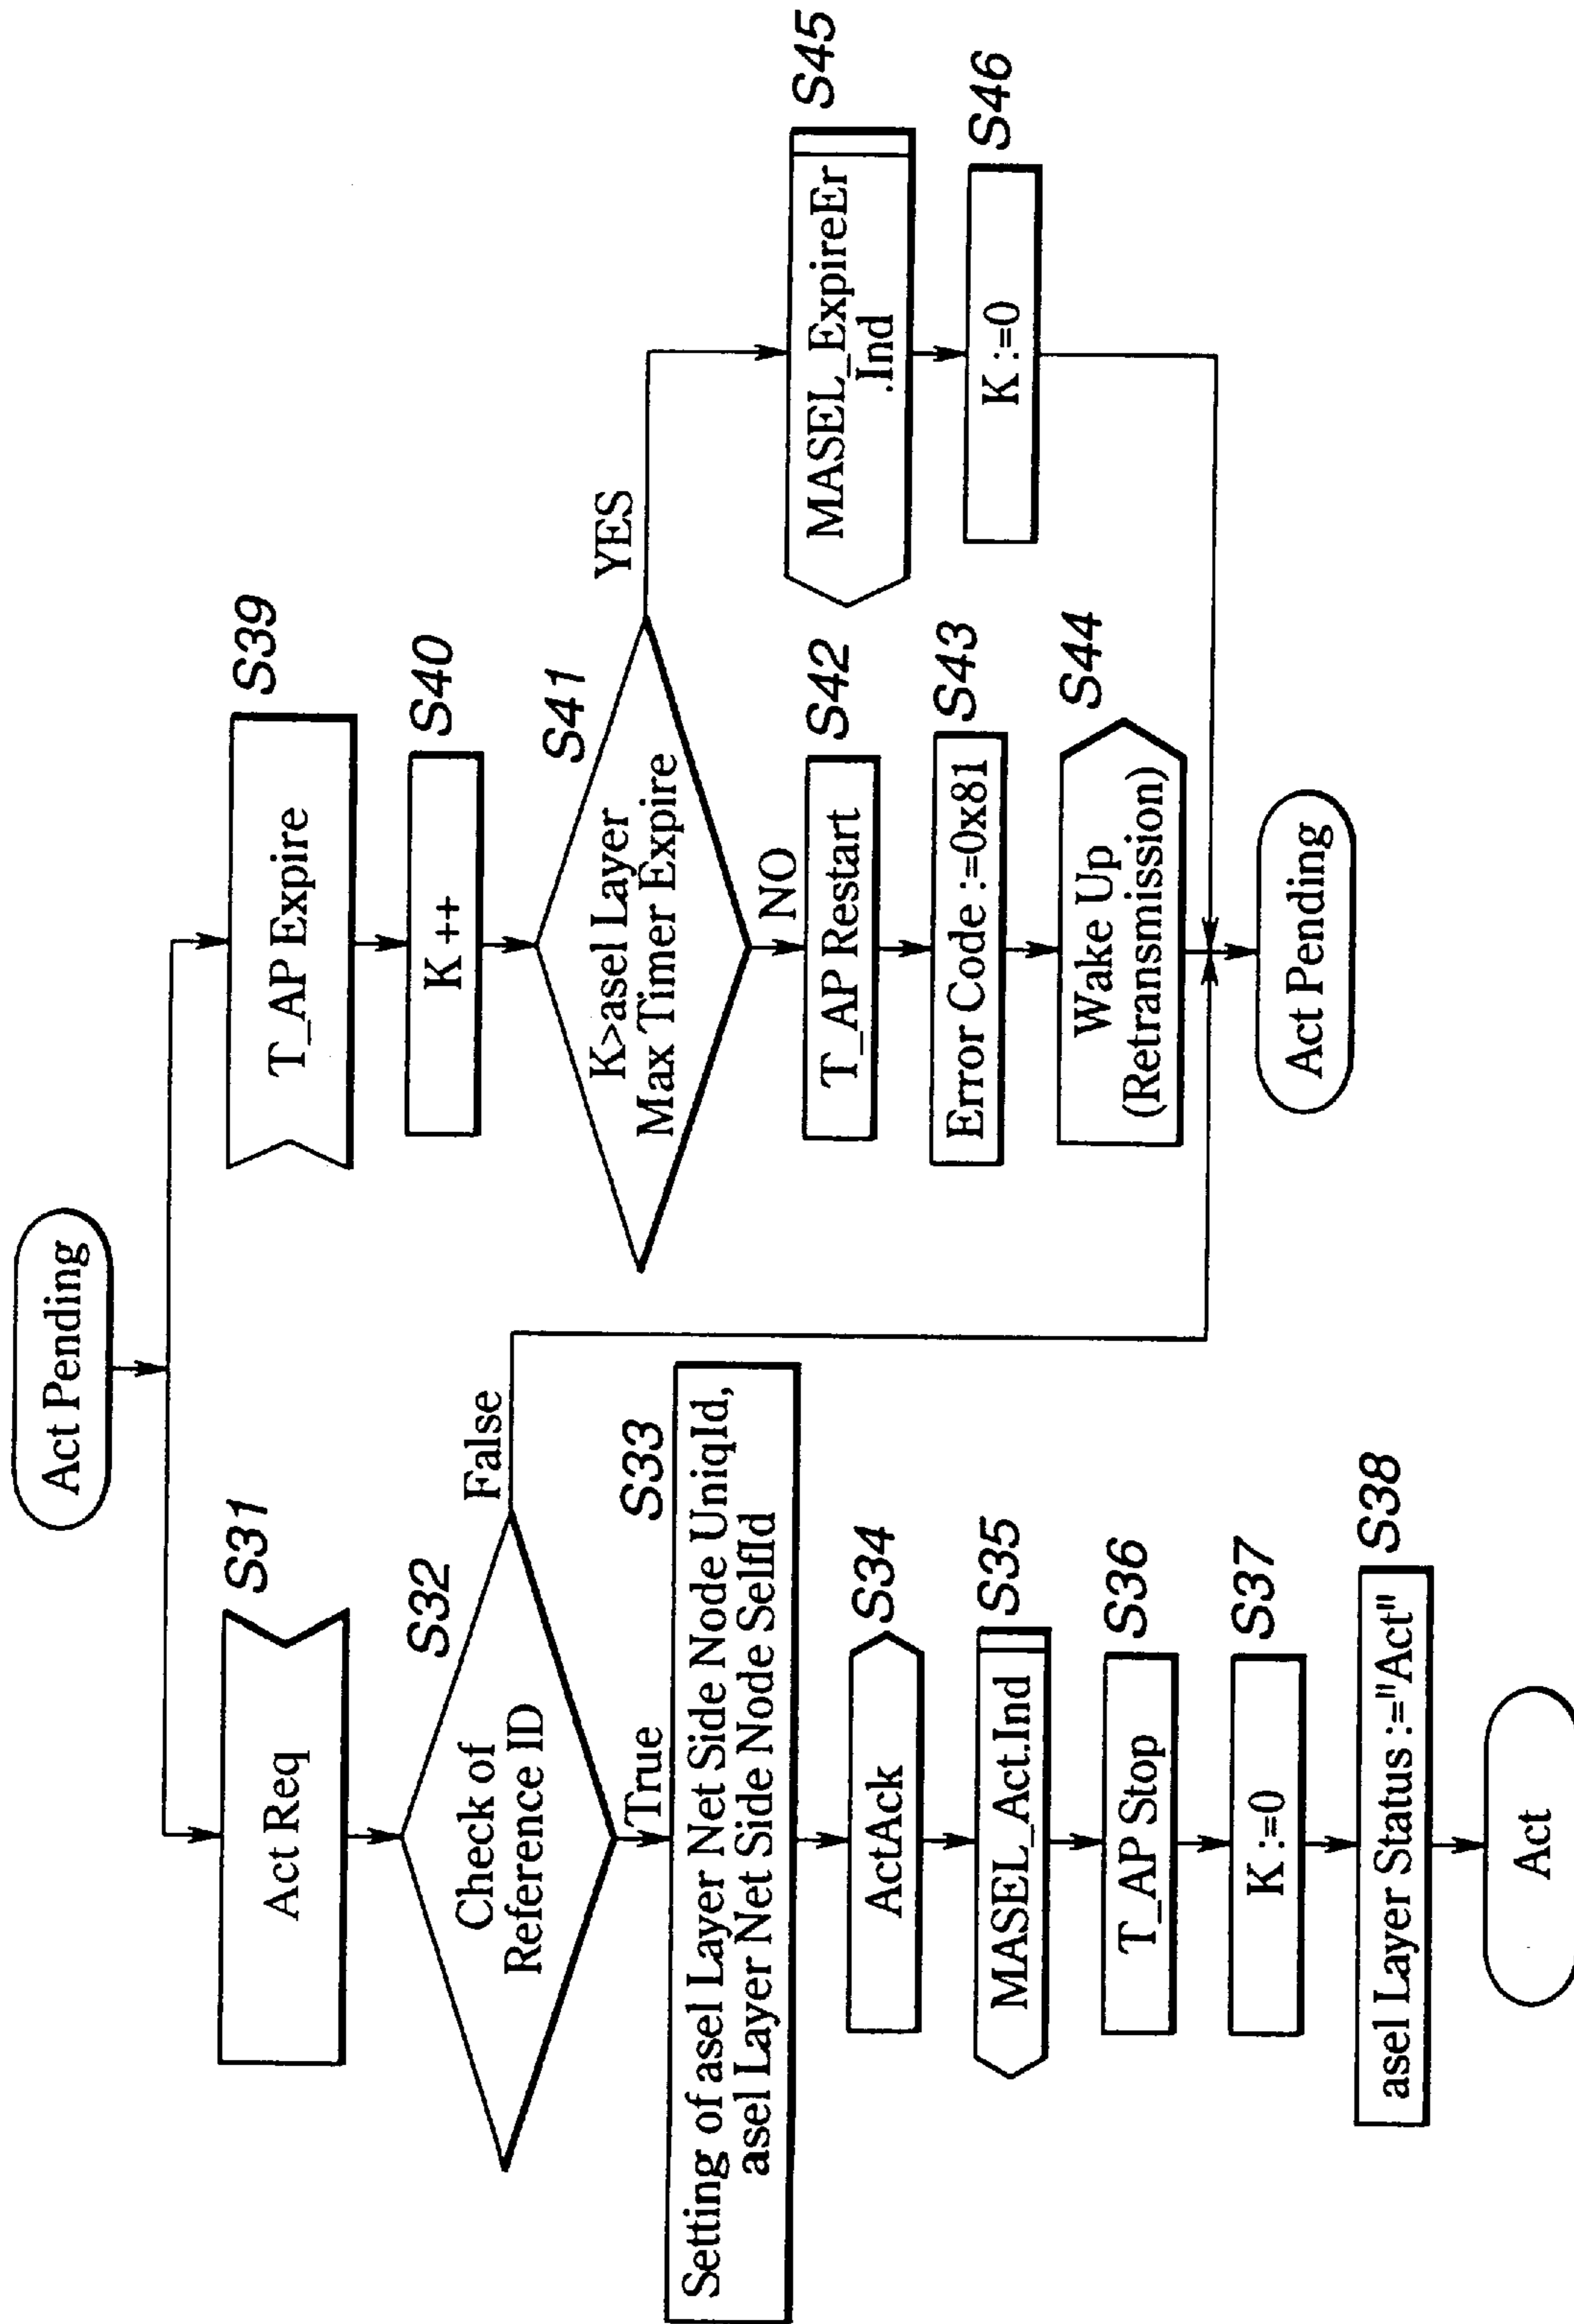 Act Pending
Act Req
S31
Check of
Reference ID
S32
False
True
Setting of asel Layer Net Side Node UniqId,
asel Layer Net Side Node SelfId
S33
ActAck
S34
MASEL_Act.Ind
S35
T_AP Stop
S36
K :=0
S37
asel Layer Status :="Act"
S38
Act
T_AP Expire
S39
K ++
S40
K>asel Layer
Max Timer Expire
S41
YES
NO
T_AP Restart
S42
Error Code :=0x81
S43
Wake Up
(Retransmission)
S44
Act Pending
MASEL_ExpireEr
.Ind
S45
K :=0
S46